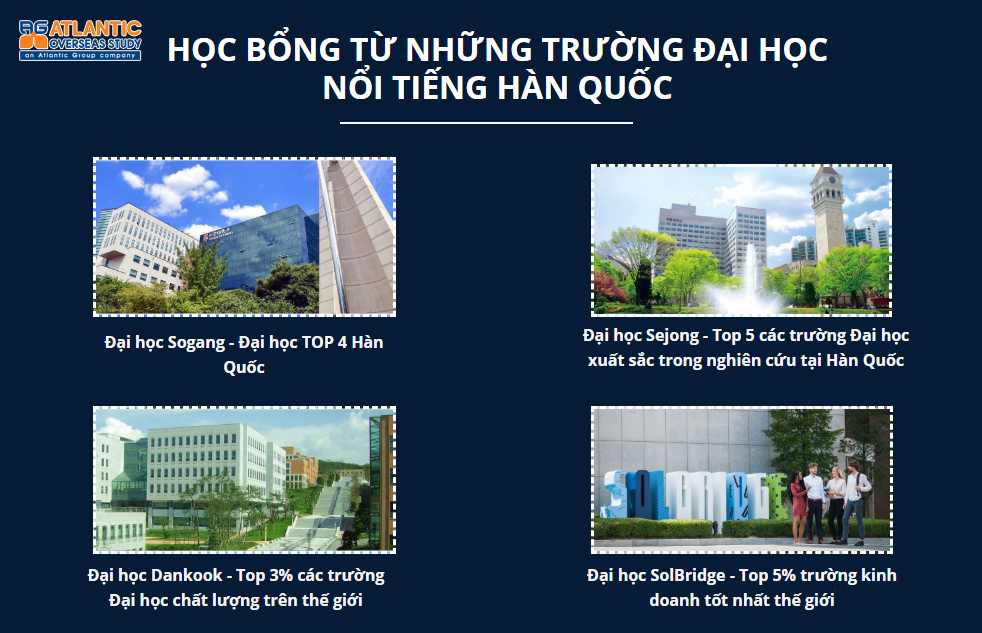 AG ATLANTIC
OVERSEAS STUDY
an Atlantic Group company
HỌC BỔNG TỪ NHỮNG TRƯỜNG ĐẠI HỌC
NỔI TIẾNG HÀN QUỐC
Đại học Sogang - Đại học TOP 4 Hàn
Quốc
Đại học Sejong - Top 5 các trường Đại học
xuất sắc trong nghiên cứu tại Hàn Quốc
SOLBRIDGE
Đại học Dankook - Top 3% các trường
Đại học chất lượng trên thế giới
Đại học SolBridge - Top 5% trường kinh
doanh tốt nhất thế giới